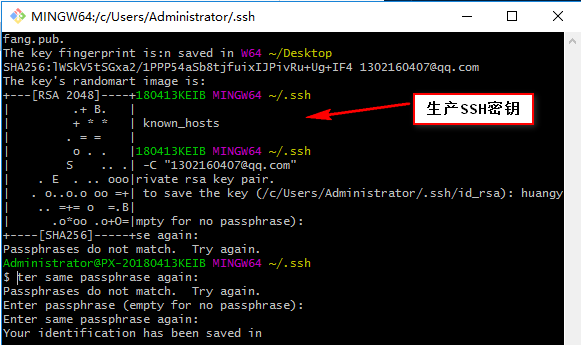 MINGW64:/c/Users/Administrator/.ssh
fang.pub.
The key fingerprint is:n saved in W64 ~/Desktop
SHA256:lWSkV5tSGxa2/1PPP54aSb8tjfuixIJPivRu+Ug+IF4 1302160407@qq.com
The key's randomart image is:
+---[RSA 2048]----+180413KEIB MINGW64 ~/.ssh
| .+ B. |
| + * * | known_hosts
| . = = |
| o . . |180413KEIB MINGW64 ~/.ssh
| S . . .| -C "1302160407@qq.com"
| . E . .. ooo|rivate rsa key pair.
| . o..o.o oo =+| to save the key (/c/Users/Administrator/.ssh/id_rsa): huangy
| .. =+= o =.B|
| .o*oo .o+O=|mpty for no passphrase):
+----[SHA256]-----+se again:
Passphrases do not match. Try again.
Administrator@PX-20180413KEIB MINGW64 ~/.ssh
$ ter same passphrase again:
Passphrases do not match. Try again.
Enter passphrase (empty for no passphrase):
Enter same passphrase again:
Your identification has been saved in
生产SSH密钥